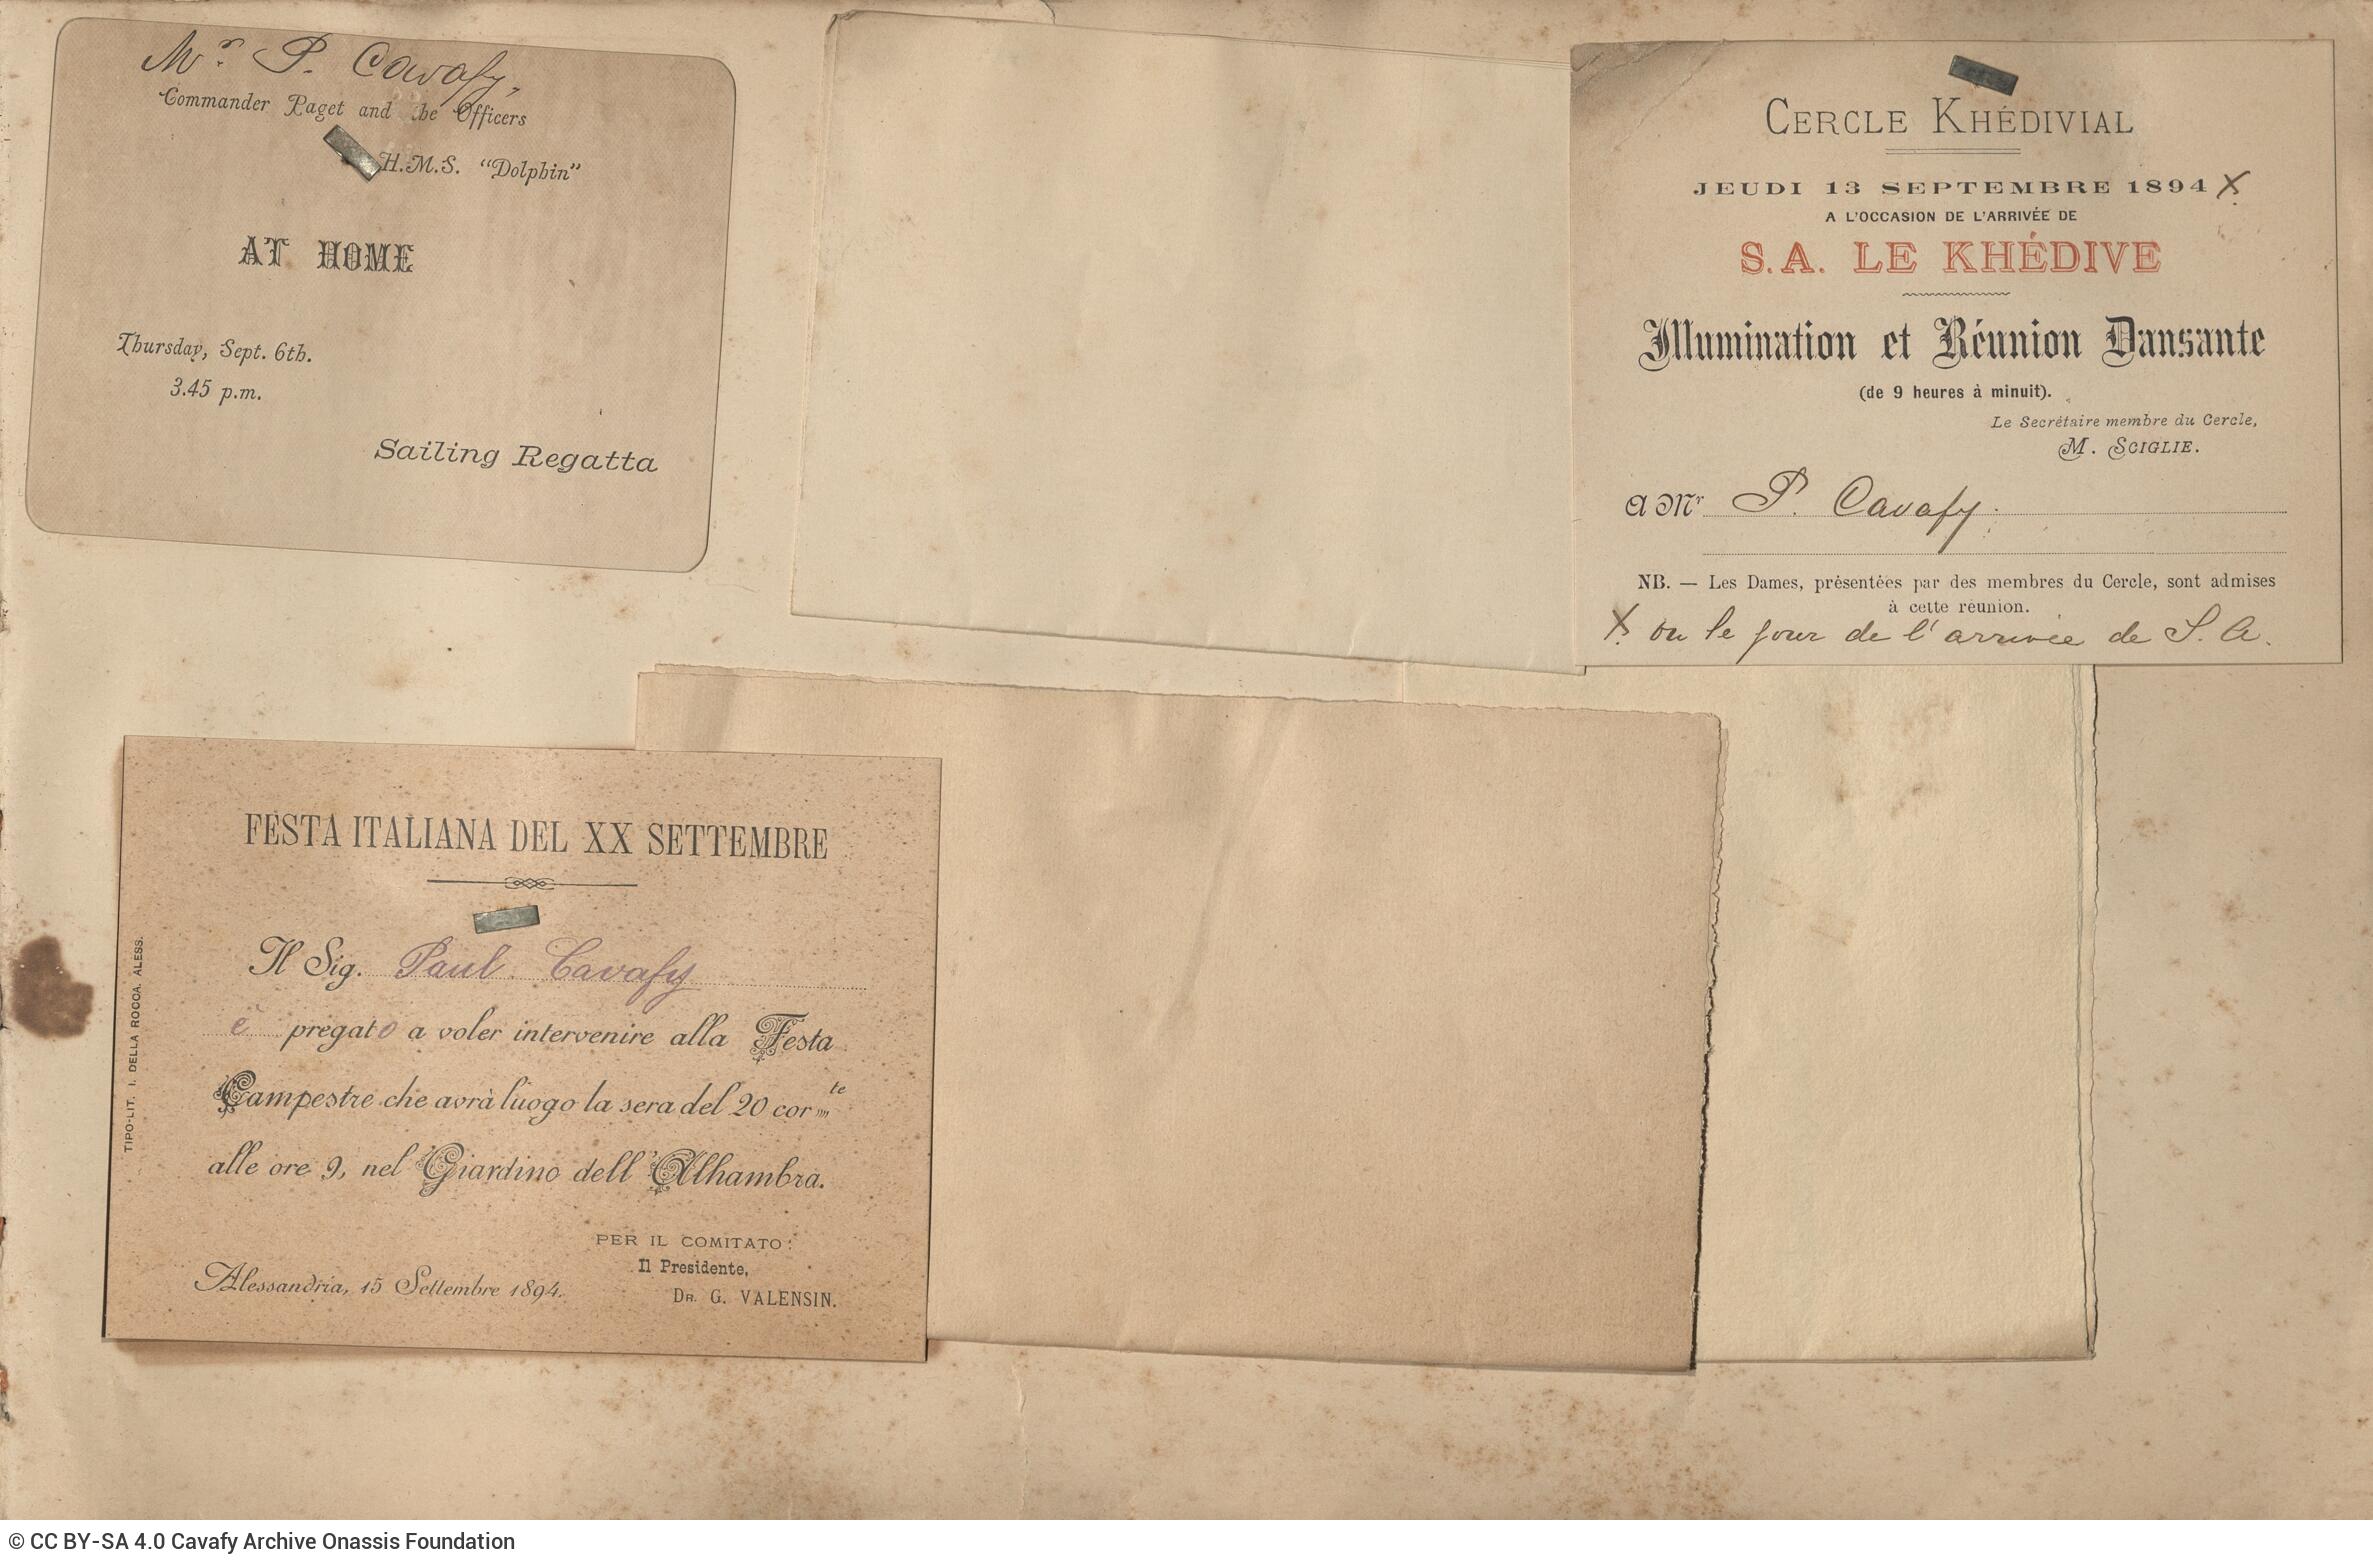 Mr. P. Cavafy,
Commander Paget and the Officers
H.M.S. "Dolphin"
AT HOME
Thursday, Sept. 6th.
3.45 p.m.
Sailing Regatta
CERCLE KHÉDIVIAL
JEUDI 13 SEPTEMBRE 1894 X
A L'OCCASION DE L'ARRIVÉE DE
S.A. LE KHÉDIVE
Illumination et Réunion Dansante
(de 9 heures à minuit).
Le Secrétaire membre du Cercle,
M. SCIGLIE.
A Mr P. Cavafy.
NB. — Les Dames, présentées par des membres du Cercle, sont admises
à cette réunion.
X ou le jour de l'arrivée de S. A.
FESTA ITALIANA DEL XX SETTEMBRE
Il Sig. Paul Cavafy
è pregato a voler intervenire alla Festa
Campestre che avrà luogo la sera del 20 cor te
alle ore 9, nel Giardino dell'Alhambra.
PER IL COMITATO:
Il Presidente,
DR. G. VALENSIN.
Alessandria, 15 Settembre 1894.
TIPO-LIT. I. DELLA ROCCA. ALESS.
© CC BY-SA 4.0 Cavafy Archive Onassis Foundation